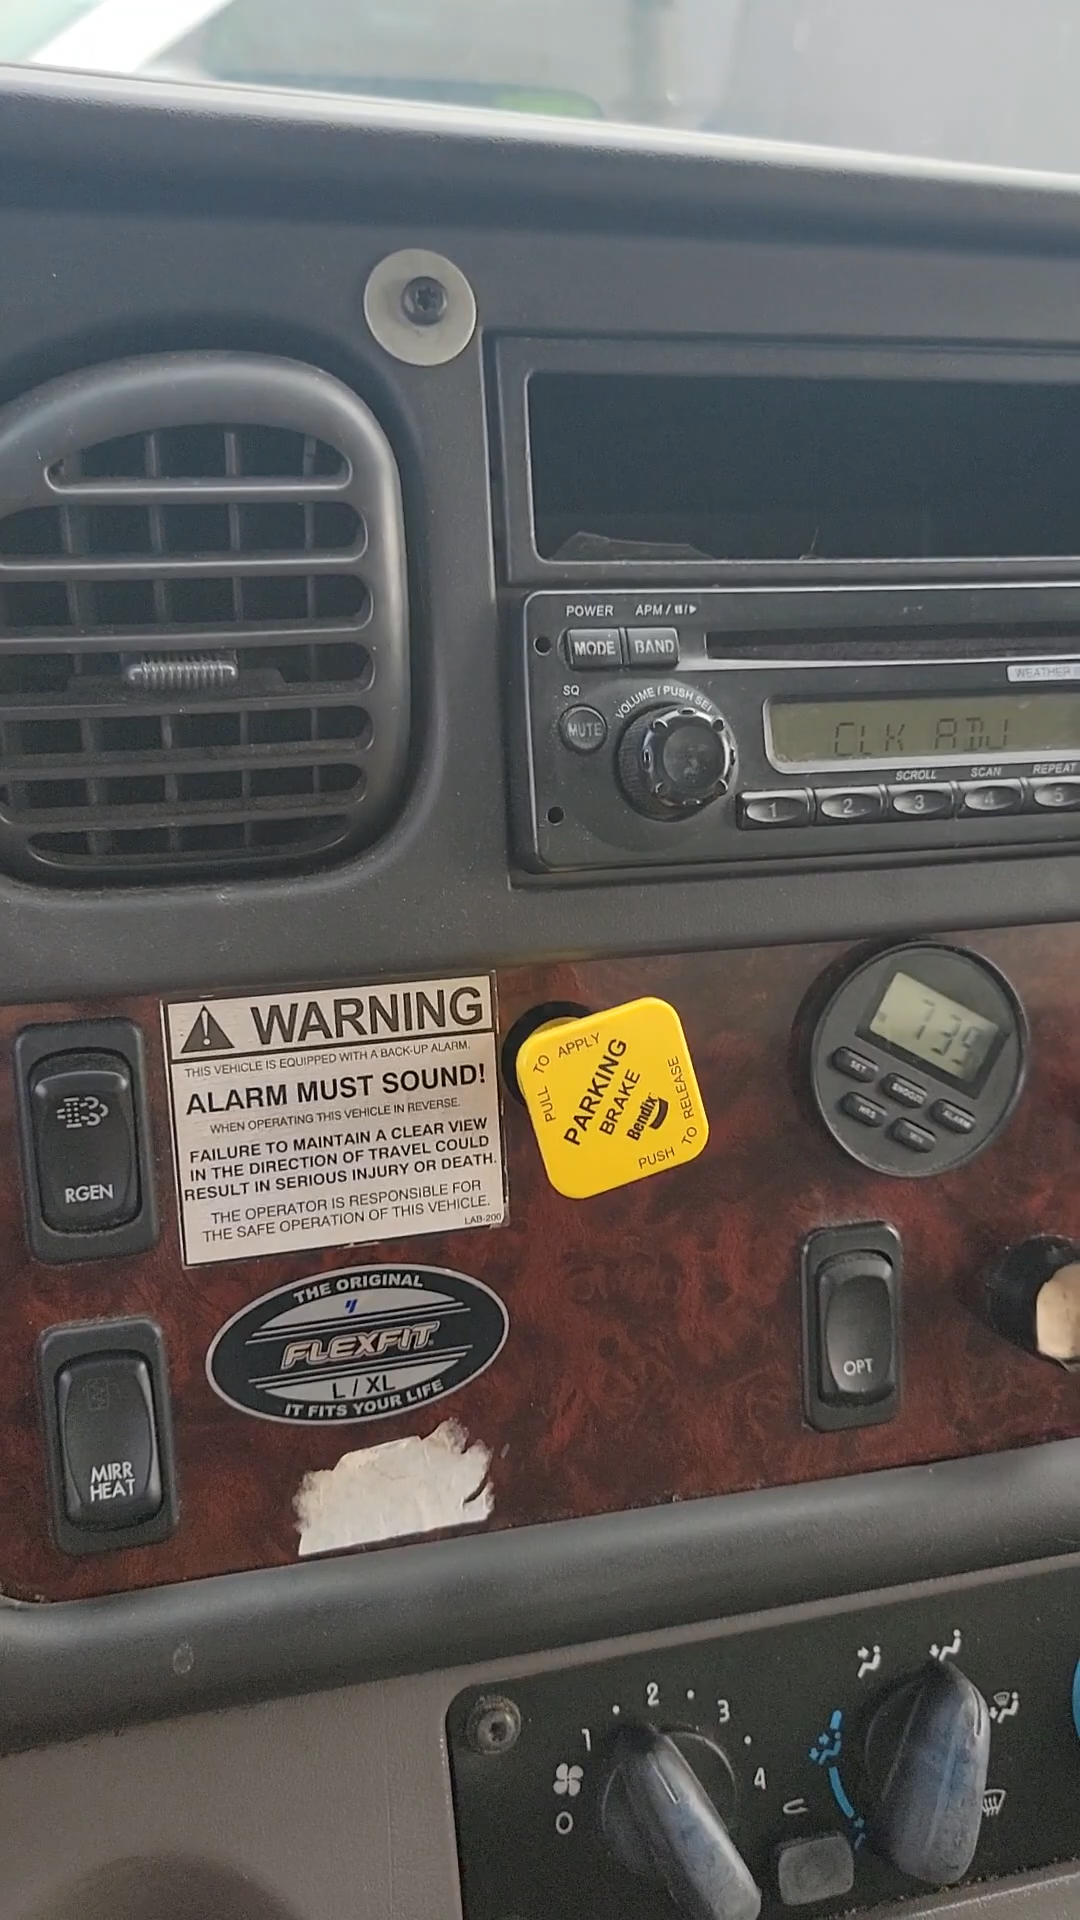 POWER APM / ⏸/▶
MODE BAND
WEATHER
SQ
VOLUME / PUSH SEL
MUTE
CLK ADJ
SCROLL SCAN REPEAT
1 2 3 4 5
WARNING
THIS VEHICLE IS EQUIPPED WITH A BACK-UP ALARM.
ALARM MUST SOUND!
WHEN OPERATING THIS VEHICLE IN REVERSE.
FAILURE TO MAINTAIN A CLEAR VIEW
IN THE DIRECTION OF TRAVEL COULD
RESULT IN SERIOUS INJURY OR DEATH.
THE OPERATOR IS RESPONSIBLE FOR
THE SAFE OPERATION OF THIS VEHICLE.
LAB-200
PULL TO APPLY
PARKING
BRAKE
Bendix
PUSH TO RELEASE
SET SNOOZE ALARM
HRS MIN
RGEN
THE ORIGINAL
FLEXFIT
L / XL
IT FITS YOUR LIFE
OPT
MIRR
HEAT
0 1 2 3 4